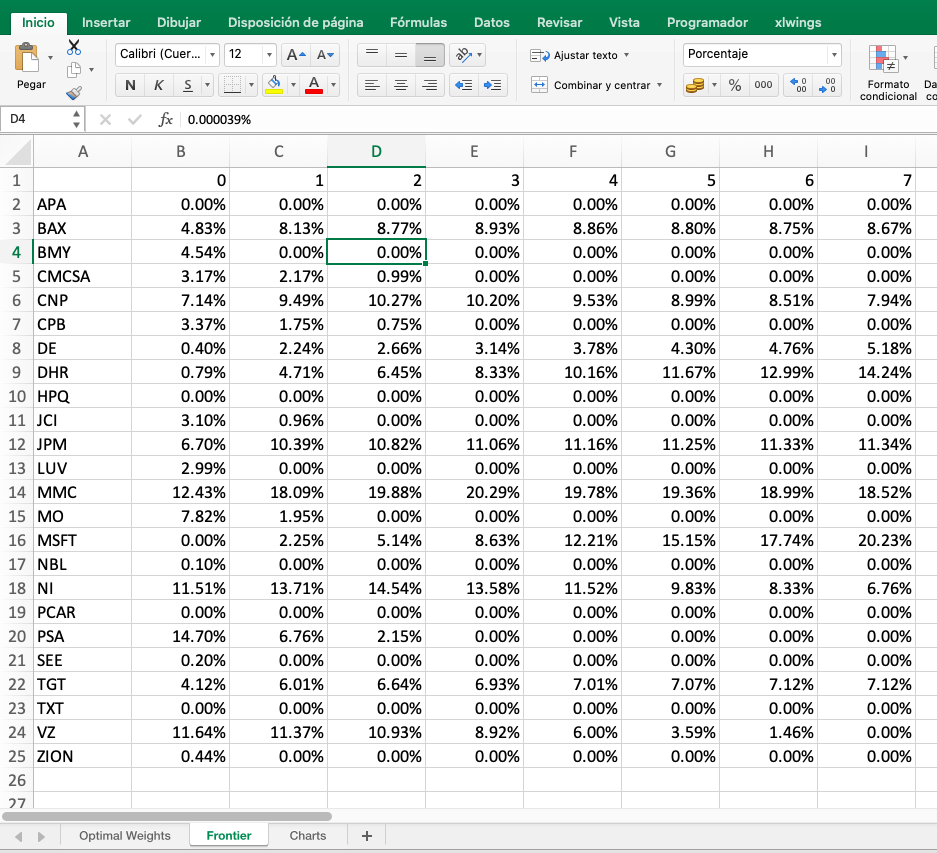 Inicio Insertar Dibujar Disposición de página Fórmulas Datos Revisar Vista Programador xlwings
Calibri (Cuer... 12 A A Ajustar texto Porcentaje
Pegar N K S A Combinar y centrar % 000 Formato condicional
D4 fx 0.000039%
A B C D E F G H I
1 0 1 2 3 4 5 6 7
2 APA 0.00% 0.00% 0.00% 0.00% 0.00% 0.00% 0.00% 0.00%
3 BAX 4.83% 8.13% 8.77% 8.93% 8.86% 8.80% 8.75% 8.67%
4 BMY 4.54% 0.00% 0.00% 0.00% 0.00% 0.00% 0.00% 0.00%
5 CMCSA 3.17% 2.17% 0.99% 0.00% 0.00% 0.00% 0.00% 0.00%
6 CNP 7.14% 9.49% 10.27% 10.20% 9.53% 8.99% 8.51% 7.94%
7 CPB 3.37% 1.75% 0.75% 0.00% 0.00% 0.00% 0.00% 0.00%
8 DE 0.40% 2.24% 2.66% 3.14% 3.78% 4.30% 4.76% 5.18%
9 DHR 0.79% 4.71% 6.45% 8.33% 10.16% 11.67% 12.99% 14.24%
10 HPQ 0.00% 0.00% 0.00% 0.00% 0.00% 0.00% 0.00% 0.00%
11 JCI 3.10% 0.96% 0.00% 0.00% 0.00% 0.00% 0.00% 0.00%
12 JPM 6.70% 10.39% 10.82% 11.06% 11.16% 11.25% 11.33% 11.34%
13 LUV 2.99% 0.00% 0.00% 0.00% 0.00% 0.00% 0.00% 0.00%
14 MMC 12.43% 18.09% 19.88% 20.29% 19.78% 19.36% 18.99% 18.52%
15 MO 7.82% 1.95% 0.00% 0.00% 0.00% 0.00% 0.00% 0.00%
16 MSFT 0.00% 2.25% 5.14% 8.63% 12.21% 15.15% 17.74% 20.23%
17 NBL 0.10% 0.00% 0.00% 0.00% 0.00% 0.00% 0.00% 0.00%
18 NI 11.51% 13.71% 14.54% 13.58% 11.52% 9.83% 8.33% 6.76%
19 PCAR 0.00% 0.00% 0.00% 0.00% 0.00% 0.00% 0.00% 0.00%
20 PSA 14.70% 6.76% 2.15% 0.00% 0.00% 0.00% 0.00% 0.00%
21 SEE 0.20% 0.00% 0.00% 0.00% 0.00% 0.00% 0.00% 0.00%
22 TGT 4.12% 6.01% 6.64% 6.93% 7.01% 7.07% 7.12% 7.12%
23 TXT 0.00% 0.00% 0.00% 0.00% 0.00% 0.00% 0.00% 0.00%
24 VZ 11.64% 11.37% 10.93% 8.92% 6.00% 3.59% 1.46% 0.00%
25 ZION 0.44% 0.00% 0.00% 0.00% 0.00% 0.00% 0.00% 0.00%
26
27
Optimal Weights Frontier Charts +